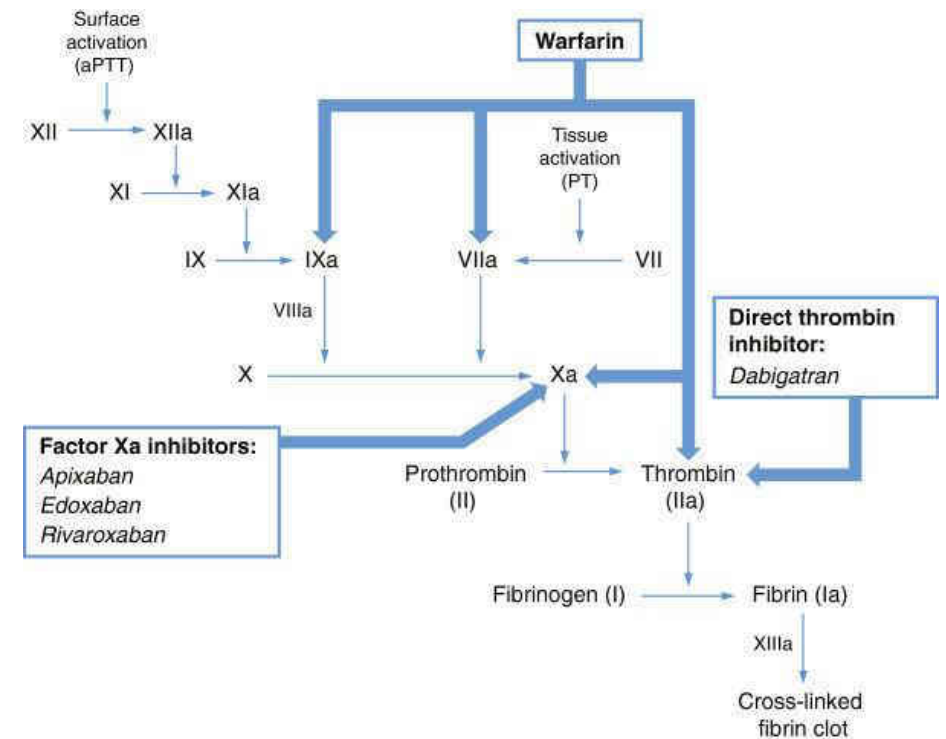 Surface
activation
(aPTT)
Warfarin
XII
XIIa
Tissue
activation
(PT)
XI
XIa
IX
IXa
VIIa
VII
VIIIa
Direct thrombin
inhibitor:
Dabigatran
X
Xa
Factor Xa inhibitors:
Apixaban
Edoxaban
Rivaroxaban
Prothrombin
(II)
Thrombin
(IIa)
Fibrinogen (I)
Fibrin (Ia)
XIIIa
Cross-linked
fibrin clot